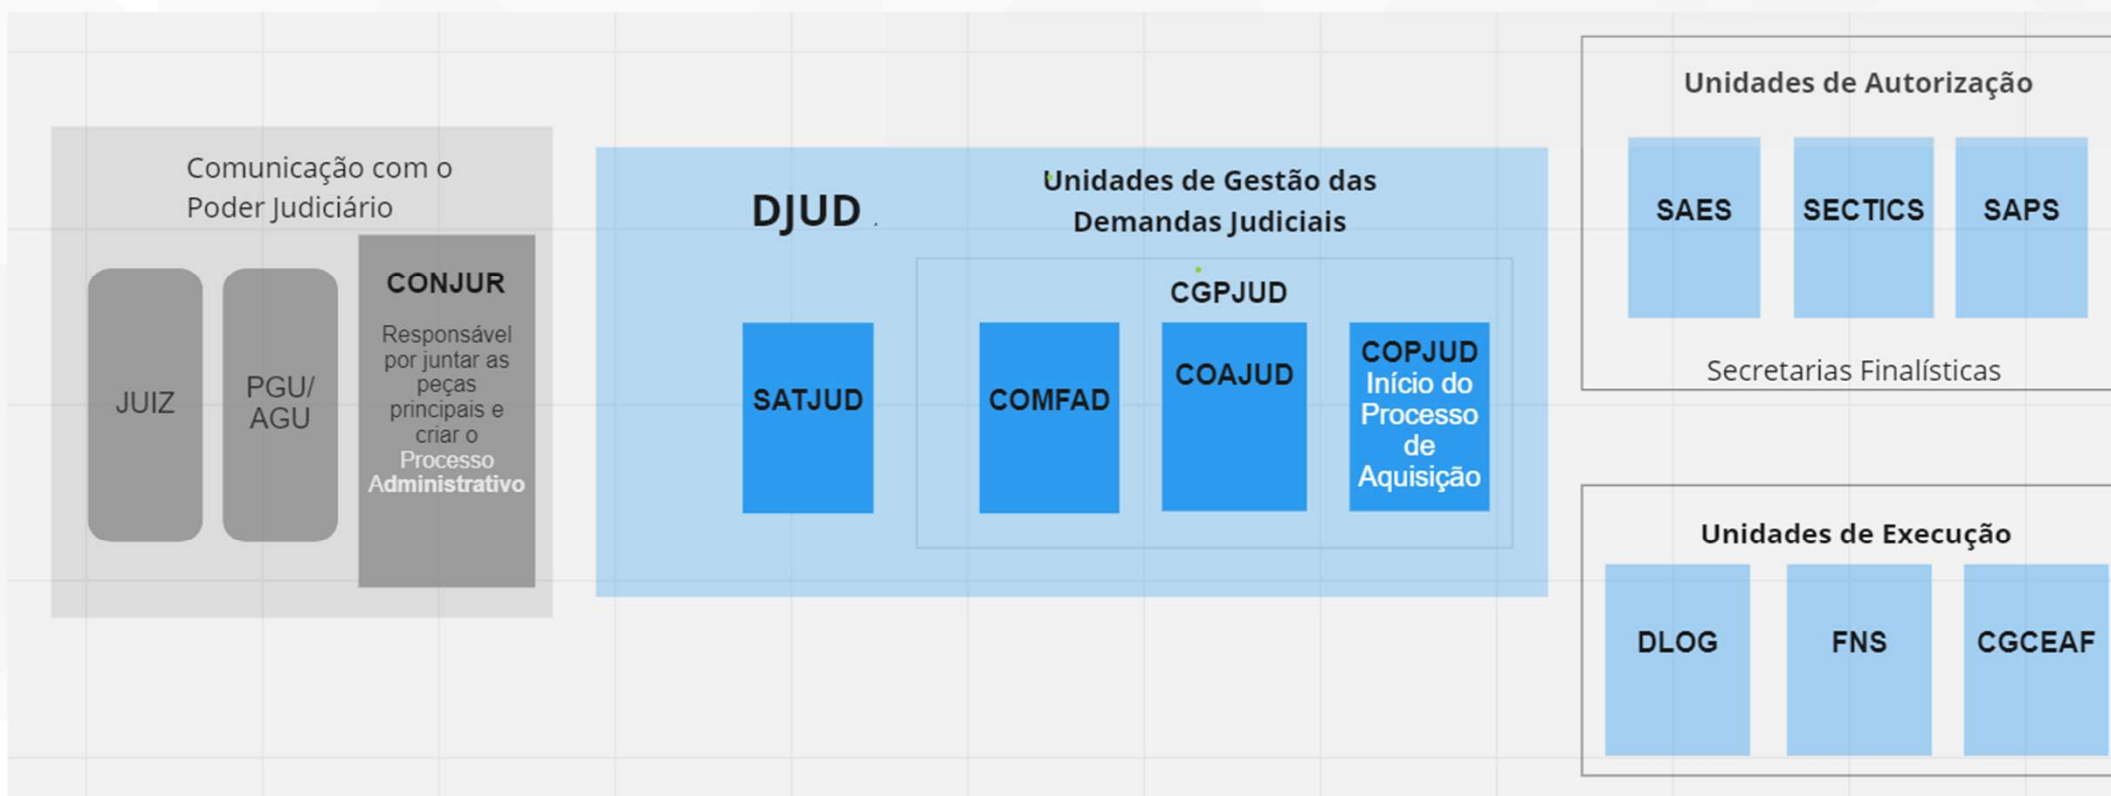 Comunicação com o
Poder Judiciário
JUIZ
PGU/
AGU
CONJUR
Responsável
por juntar as
peças
principais e
criar o
Processo
Administrativo
DJUD
Unidades de Gestão das
Demandas Judiciais
CGPJUD
SATJUD
COMFAD
COAJUD
COPJUD
Início do
Processo
de
Aquisição
Unidades de Autorização
SAES
SECTICS
SAPS
Secretarias Finalísticas
Unidades de Execução
DLOG
FNS
CGCEAF